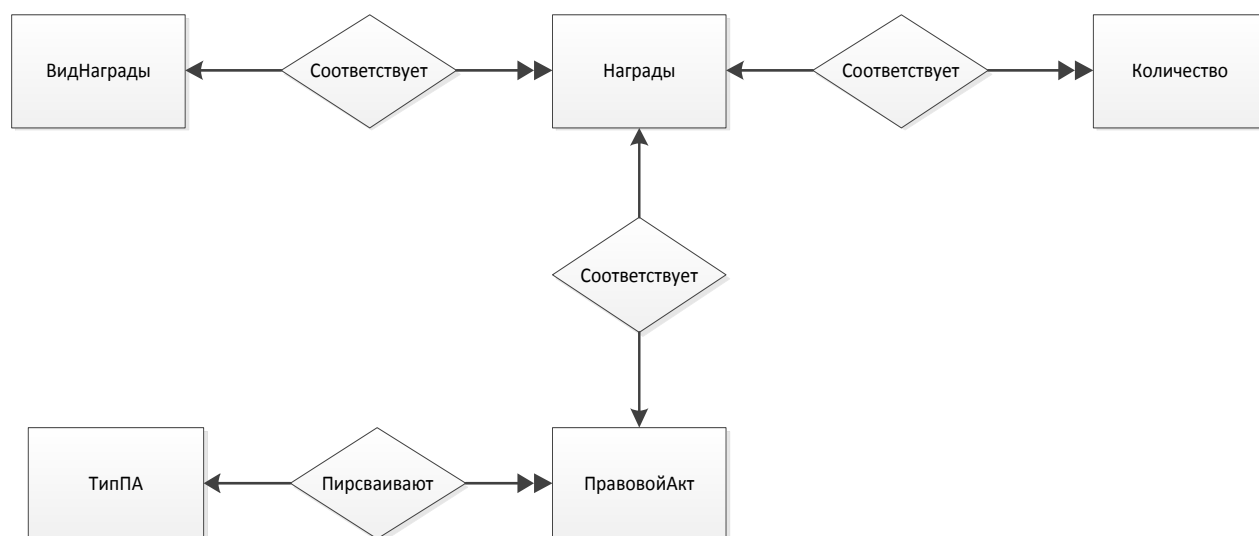 ВидНаграды
Соответствует
Награды
Соответствует
Количество
Соответствует
ТипПА
Пирсваивают
ПравовойАкт